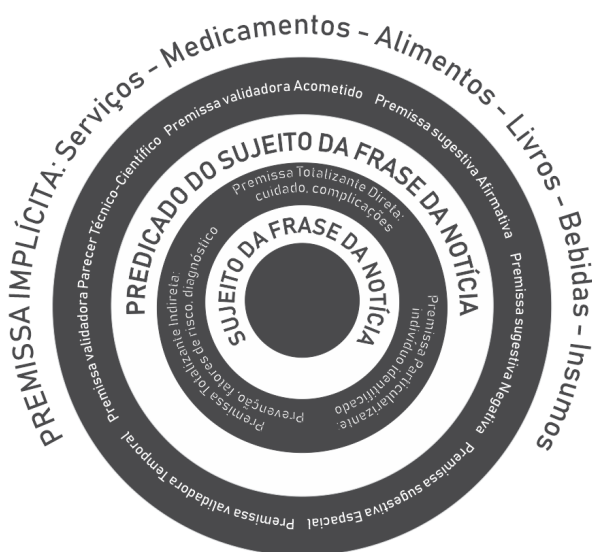 PREMISSA IMPLÍCITA: Serviços - Medicamentos - Alimentos - Livros - Bebidas - Insumos
Premissa validadora Temporal
Premissa validadora Parecer Técnico-Científico
Premissa validadora Acometido
Premissa sugestiva Afirmativa
Premissa sugestiva Negativa
Premissa sugestiva Espacial
PREDICADO DO SUJEITO DA FRASE DA NOTÍCIA
Premissa Totalizante Direta:
cuidado, complicações
Premissa Particularizante:
indivíduo identificado
Premissa Totalizante Indireta:
Prevenção, fatores de risco, diagnóstico
SUJEITO DA FRASE DA NOTÍCIA